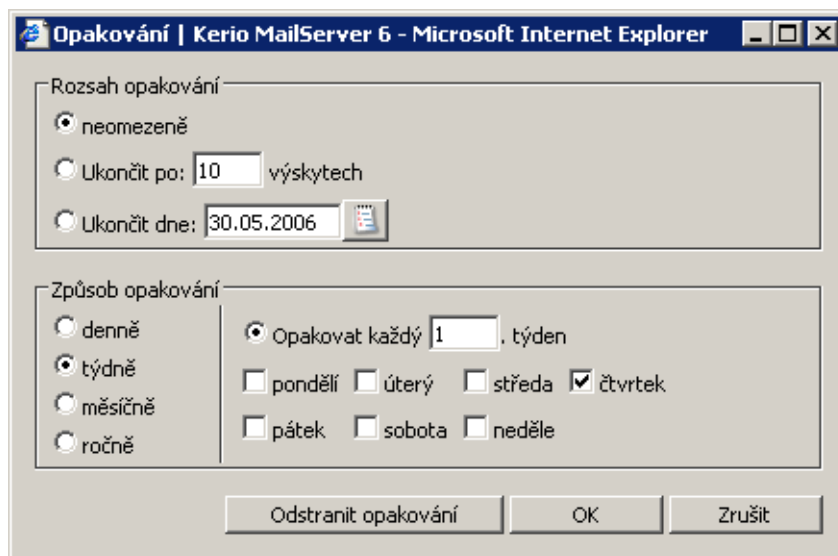 Opakování | Kerio MailServer 6 - Microsoft Internet Explorer
Rozsah opakování
neomezeně
Ukončit po: 10 výskytech
Ukončit dne: 30.05.2006
Způsob opakování
denně
týdně
měsíčně
ročně
Opakovat každý 1 . týden
pondělí úterý středa čtvrtek
pátek sobota neděle
Odstranit opakování OK Zrušit